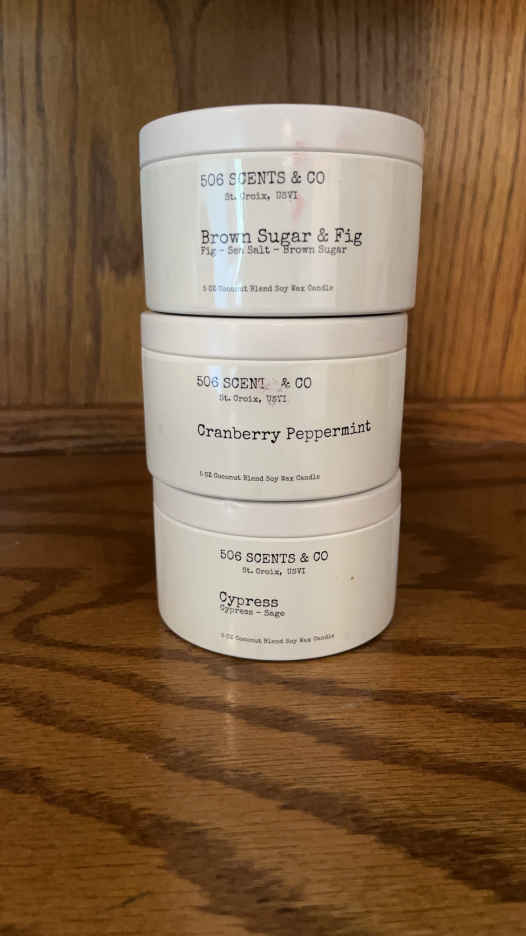 506 SCENTS & CO
St. Croix, USVI
Brown Sugar & Fig
Fig - Sea Salt - Brown Sugar
5 OZ Coconut Blend Soy Wax Candle
506 SCENT & CO
St. Croix, USVI
Cranberry Peppermint
5 OZ Coconut Blend Soy Wax Candle
506 SCENTS & CO
St. Croix, USVI
Cypress
Cypress - Sage
5 OZ Coconut Blend Soy Wax Candle